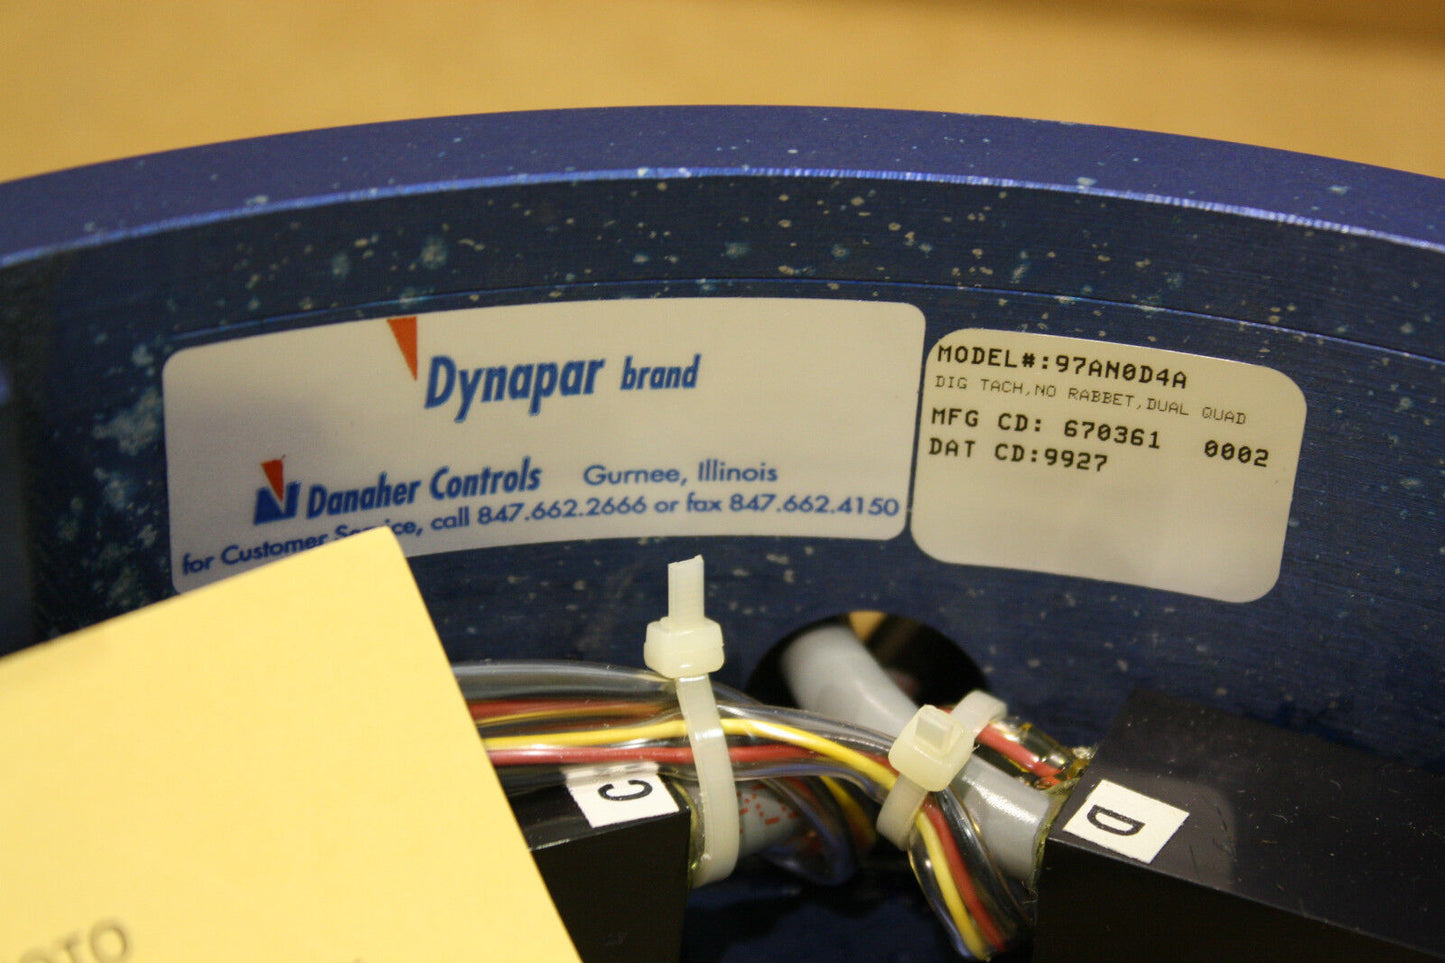 Dynapar brand
Danaher Controls Gurnee, Illinois
for Customer Service, call 847.662.2666 or fax 847.662.4150
MODEL#:97AN0D4A
DIG TACH,NO RABBET,DUAL QUAD
MFG CD: 670361 0002
DAT CD:9927
C
D